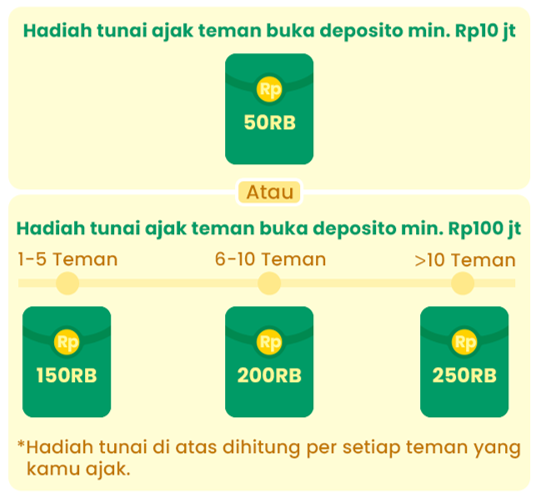 Hadiah tunai ajak teman buka deposito min. Rp10 jt
Rp
50RB
Atau
Hadiah tunai ajak teman buka deposito min. Rp100 jt
1-5 Teman 6-10 Teman >10 Teman
Rp Rp Rp
150RB 200RB 250RB
*Hadiah tunai di atas dihitung per setiap teman yang
kamu ajak.